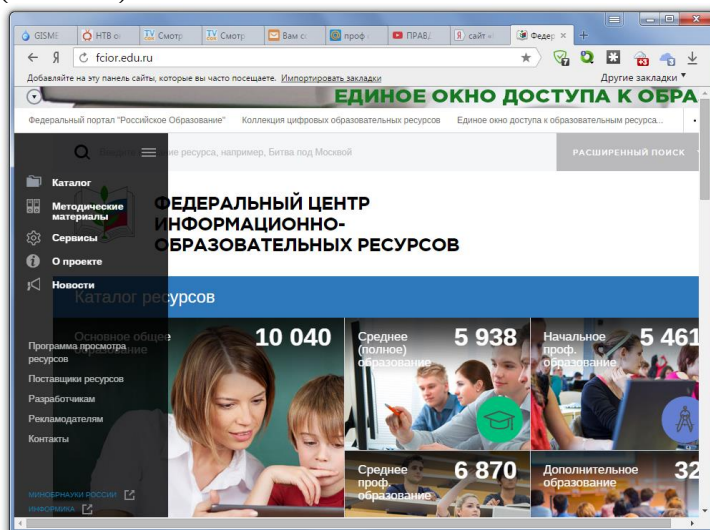 GISME
НТВ о
Смотр
Смотр
Вам с
проф
ПРАВ
сайт
Федер
fcior.edu.ru
Добавляйте на эту панель сайты, которые вы часто посещаете. Импортировать закладки
Другие закладки
ЕДИНОЕ ОКНО ДОСТУПА К ОБРА
Федеральный портал "Российское Образование" Коллекция цифровых образовательных ресурсов Единое окно доступа к образовательным ресурса...
ие ресурса, например, Битва под Москвой
РАСШИРЕННЫЙ ПОИСК
Каталог
Методические
материалы
Сервисы
О проекте
Новости
Программа просмотра
ресурсов
Поставщики ресурсов
Разработчикам
Рекламодателям
Контакты
МИНОБРНАУКИ РОССИИ
ИНФОРМИКА
ФЕДЕРАЛЬНЫЙ ЦЕНТР
ИНФОРМАЦИОННО-
ОБРАЗОВАТЕЛЬНЫХ РЕСУРСОВ
Каталог ресурсов
Основное общее
образование
10 040
Среднее
(полное)
образование
5 938
Начальное
проф.
образование
5 461
Среднее
проф.
образование
6 870
Дополнительное
образование
32